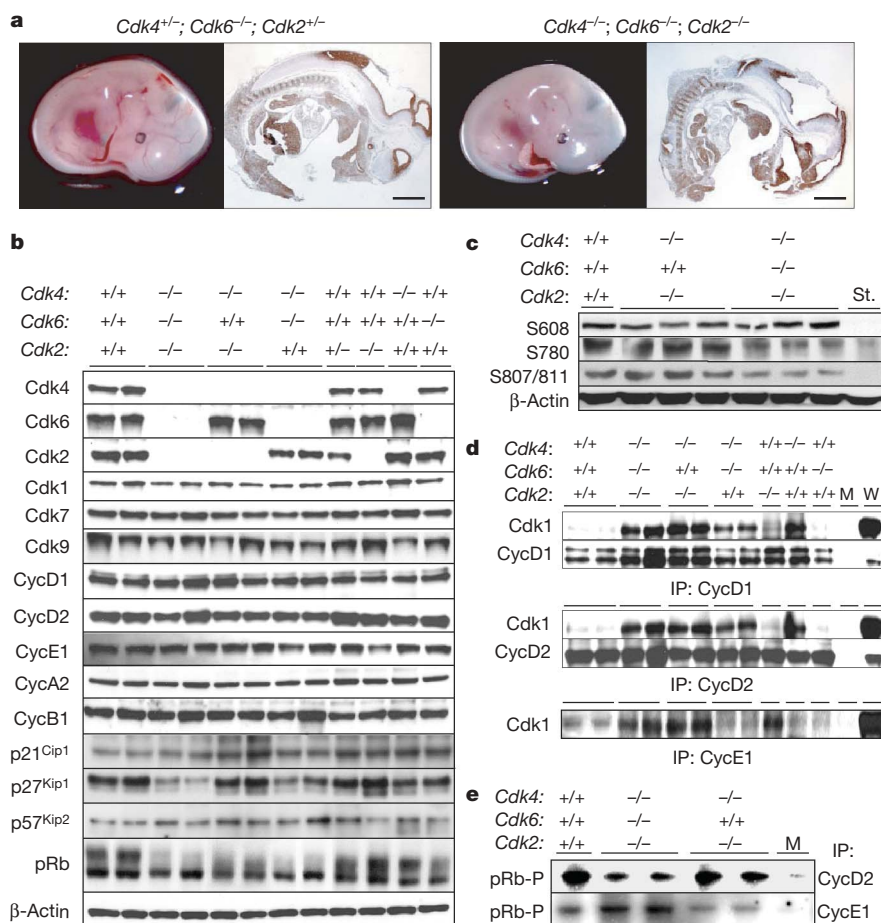 a
Cdk4+/–; Cdk6–/–; Cdk2+/–
Cdk4–/–; Cdk6–/–; Cdk2–/–
b
Cdk4: +/+ –/– –/– –/– +/+ +/+ –/– +/+
Cdk6: +/+ –/– +/+ –/– +/+ +/+ +/+ –/–
Cdk2: +/+ –/– –/– +/+ +/– –/– +/+ +/+
Cdk4
Cdk6
Cdk2
Cdk1
Cdk7
Cdk9
CycD1
CycD2
CycE1
CycA2
CycB1
p21Cip1
p27Kip1
p57Kip2
pRb
β-Actin
c
Cdk4: +/+ –/– –/–
Cdk6: +/+ +/+ –/–
Cdk2: +/+ –/– –/– St.
S608
S780
S807/811
β-Actin
d
Cdk4: +/+ –/– –/– –/– +/+ –/– +/+
Cdk6: +/+ –/– +/+ –/– +/+ +/+ –/–
Cdk2: +/+ –/– –/– +/+ –/– +/+ +/+ M W
Cdk1
CycD1
IP: CycD1
Cdk1
CycD2
IP: CycD2
Cdk1
IP: CycE1
e
Cdk4: +/+ –/– –/–
Cdk6: +/+ –/– +/+
Cdk2: +/+ –/– –/– M IP:
pRb-P CycD2
pRb-P CycE1